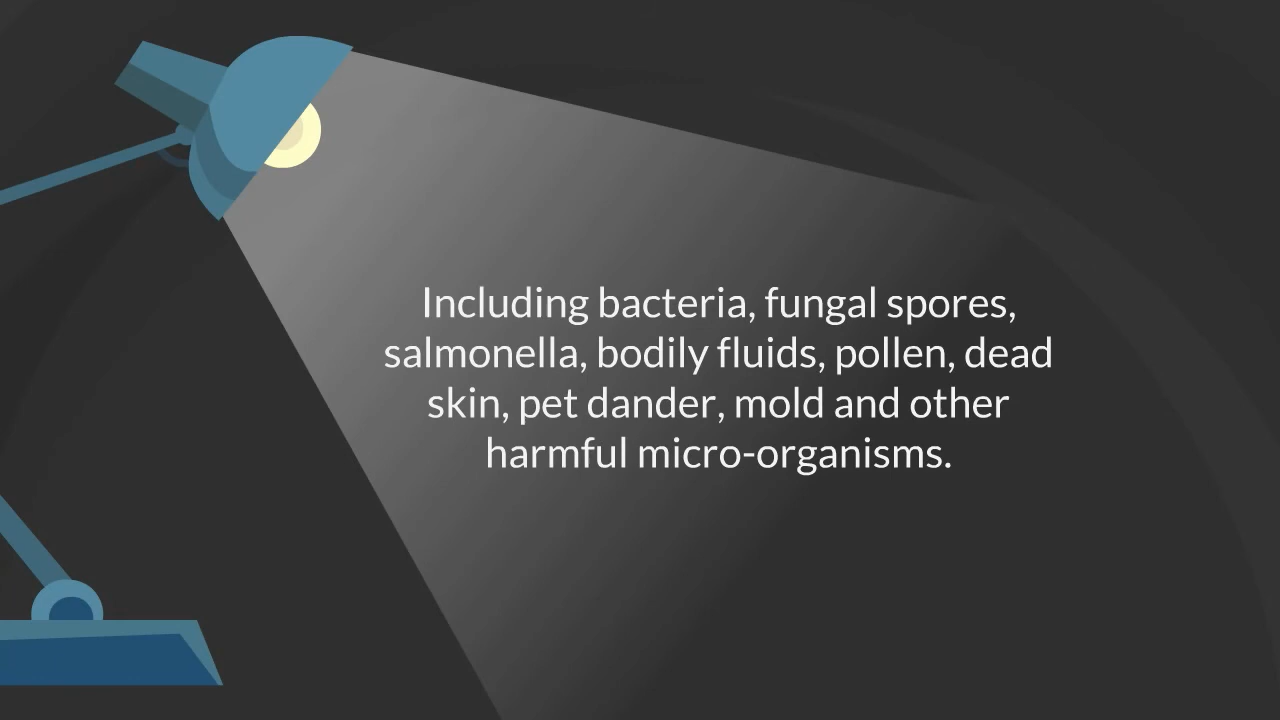 Including bacteria, fungal spores,
salmonella, bodily fluids, pollen, dead
skin, pet dander, mold and other
harmful micro-organisms.